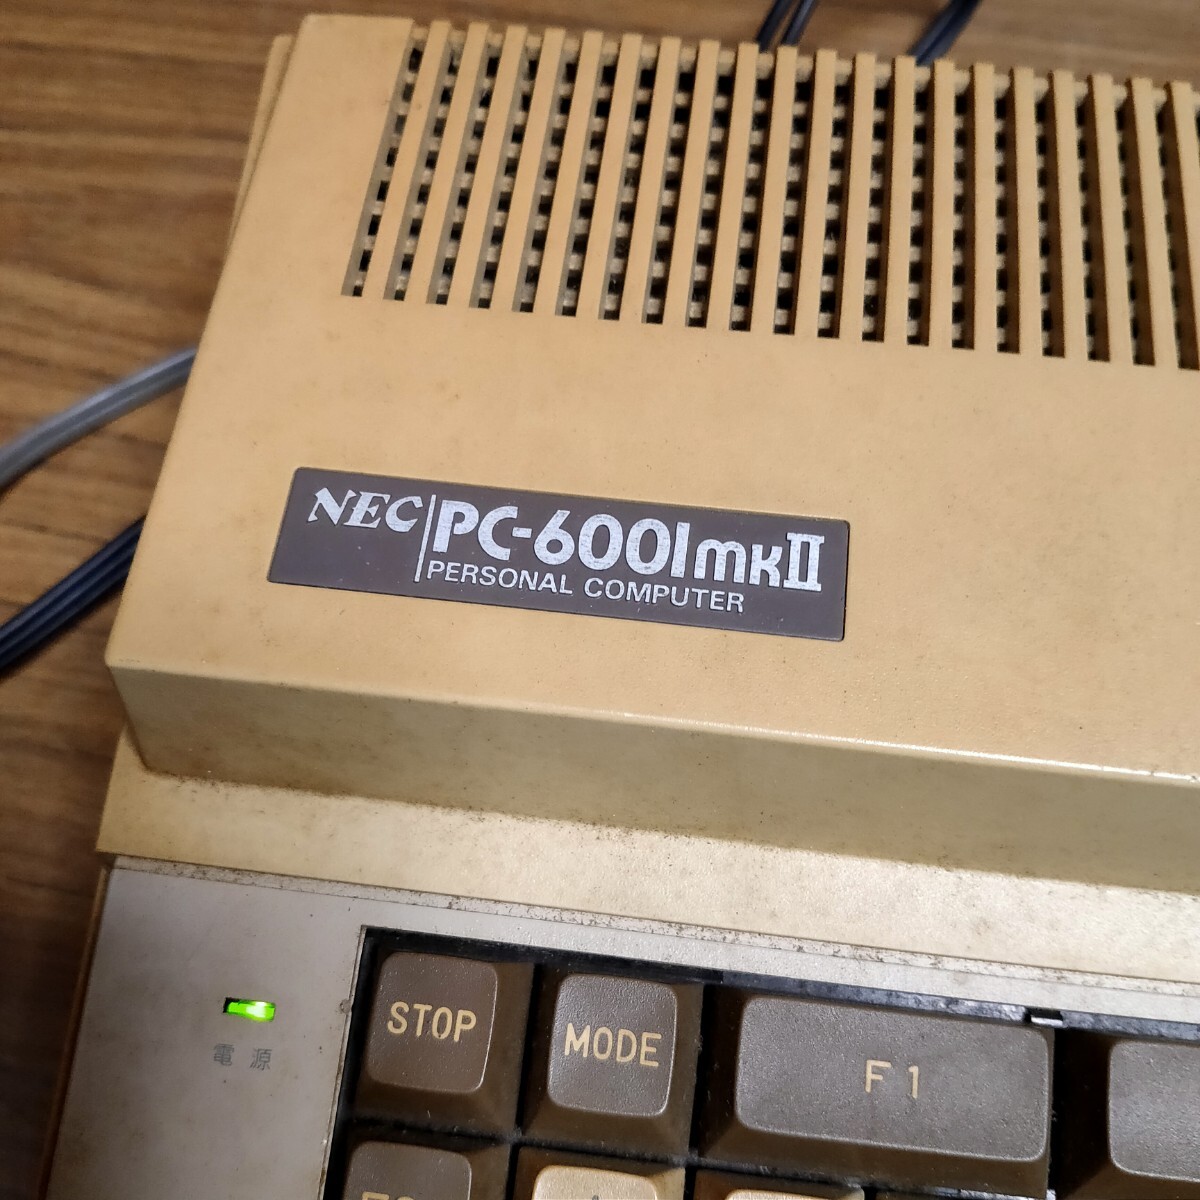 NEC PC-6001mkII
PERSONAL COMPUTER
電源
STOP
MODE
F1